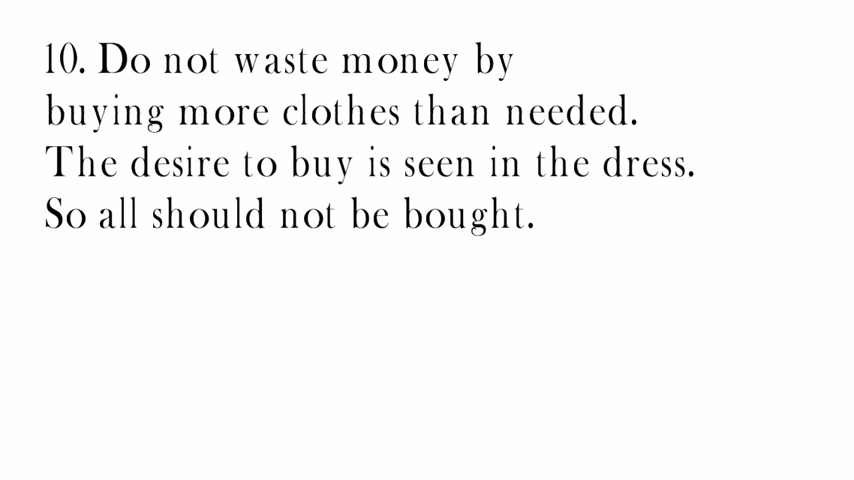 10. Do not waste money by
buying more clothes than needed.
The desire to buy is seen in the dress.
So all should not be bought.